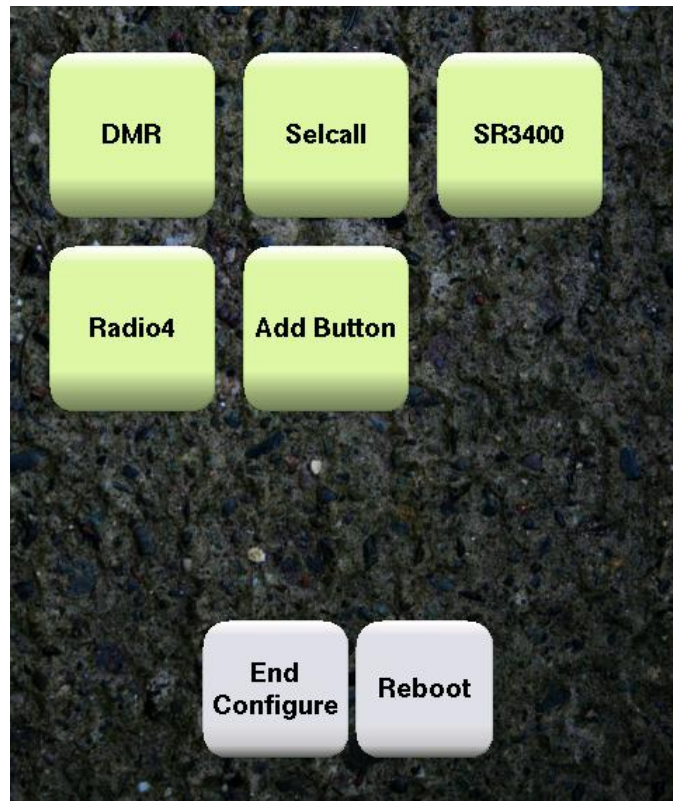 DMR
Selcall
SR3400
Radio4
Add Button
End
Configure
Reboot